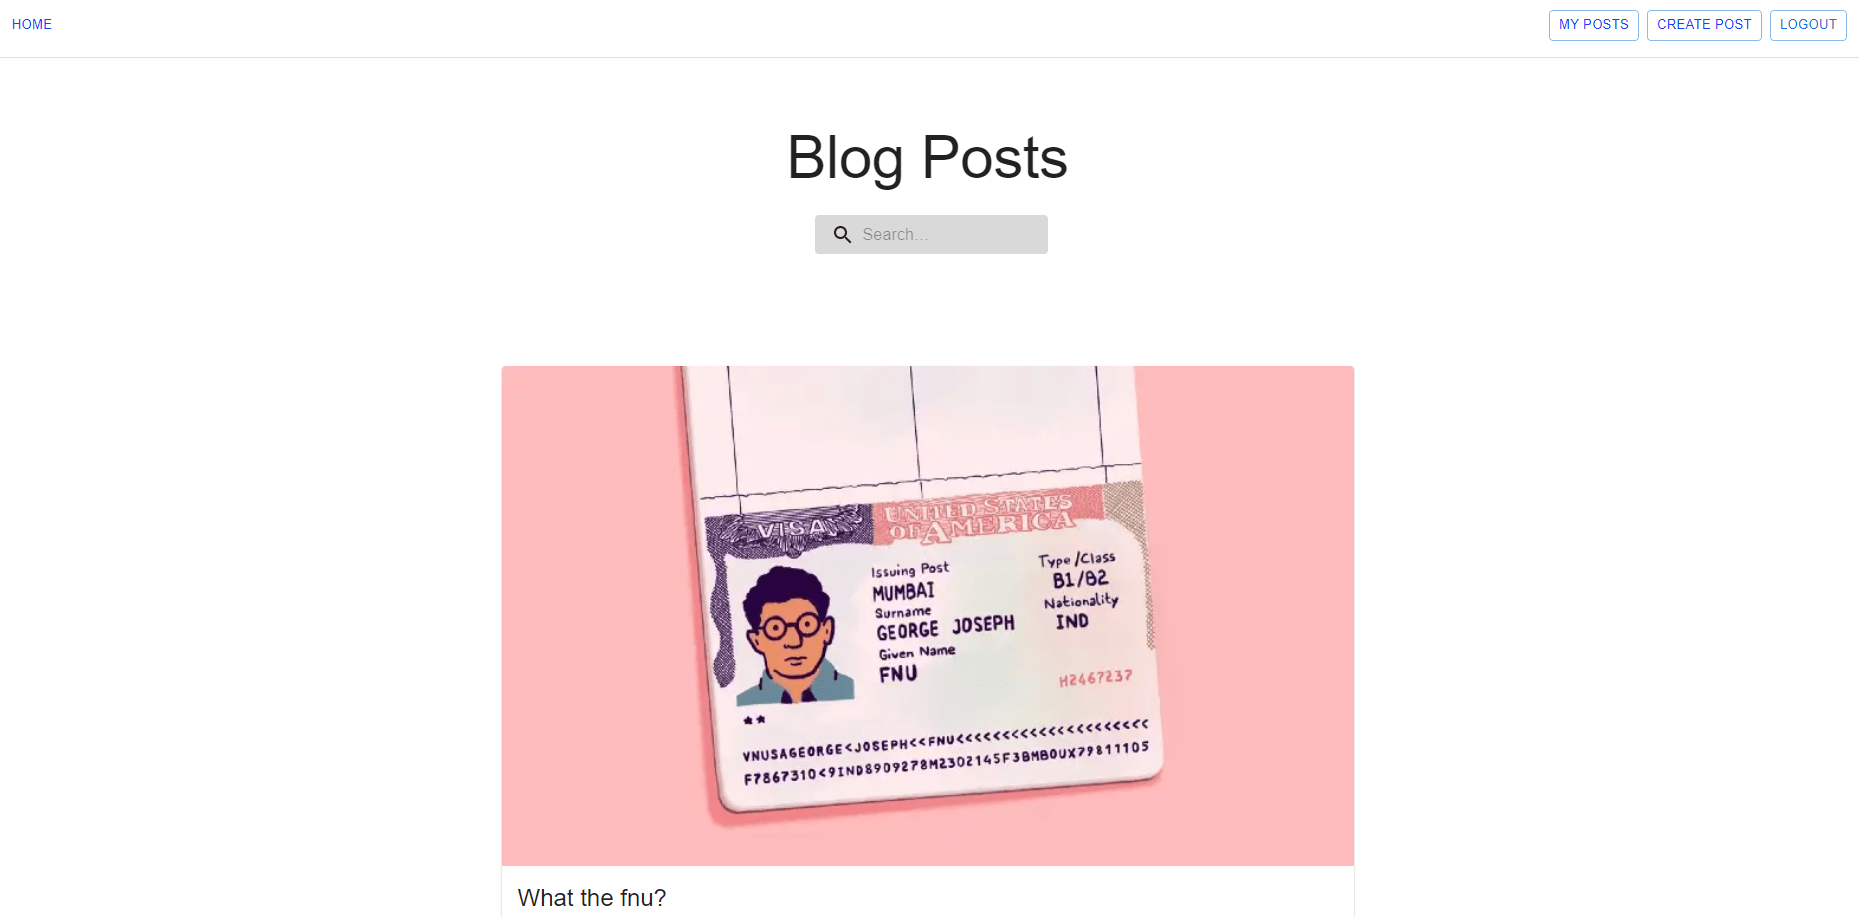 HOME
MY POSTS
CREATE POST
LOGOUT
Blog Posts
Search...
VISA
UNITED STATES
OF AMERICA
Issuing Post
MUMBAI
Surname
GEORGE JOSEPH
Given Name
FNU
Type/Class
B1/B2
Nationality
IND
H2467237
**
VNUSAGEORGE<JOSEPH<<FNU<<<<<<<<<<<<<<<<<<<<<
F7867310<9IND8909278M2302145F3BMBOUX79811105
What the fnu?